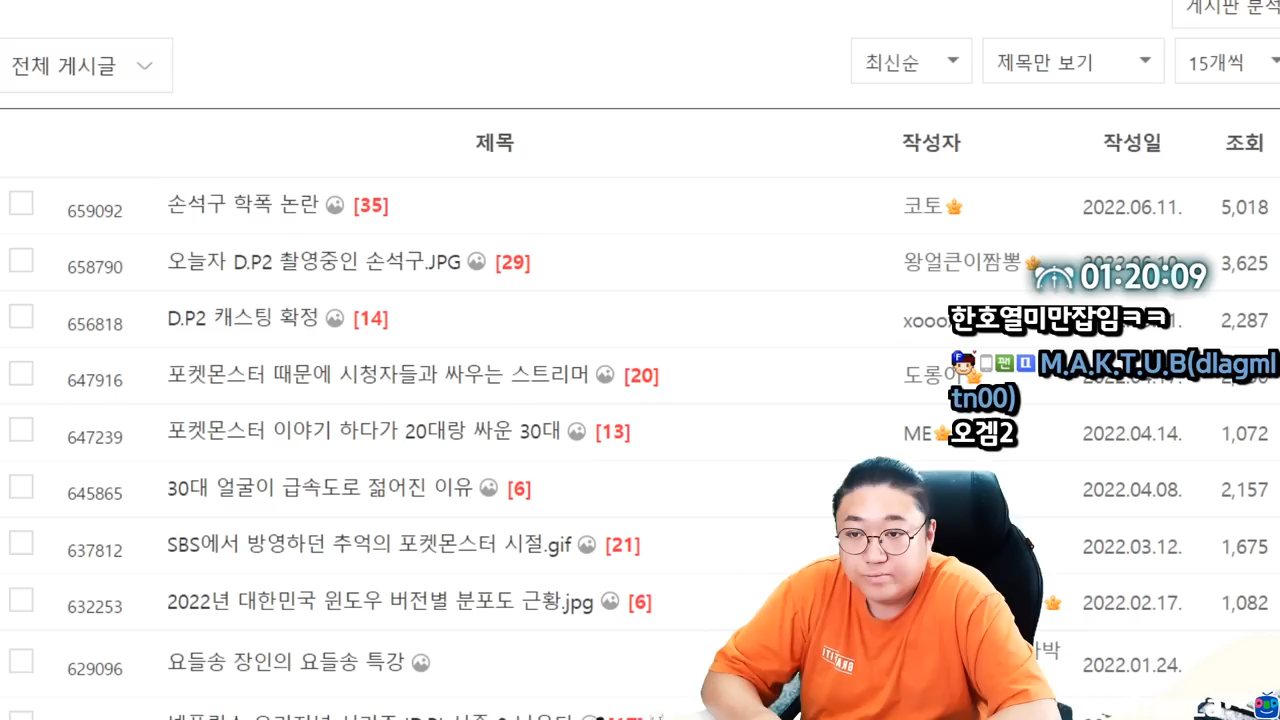 게시판 분석
전체 게시글
최신순 제목만 보기 15개씩
제목 작성자 작성일 조회
659092 손석구 학폭 논란 [35] 코토 2022.06.11. 5,018
658790 오늘자 D.P2 촬영중인 손석구.JPG [29] 왕얼큰이짬뽕 3,625
01:20:09
656818 D.P2 캐스팅 확정 [14] 2,287
한호열미만잡임ㅋㅋ
647916 포켓몬스터 때문에 시청자들과 싸우는 스트리머 [20] 도롱이
M.A.K.T.U.B(dlagml
tn00)
647239 포켓몬스터 이야기 하다가 20대랑 싸운 30대 [13] ME 2022.04.14. 1,072
오겜2
645865 30대 얼굴이 급속도로 젊어진 이유 [6] 2022.04.08. 2,157
637812 SBS에서 방영하던 추억의 포켓몬스터 시절.gif [21] 2022.03.12. 1,675
632253 2022년 대한민국 윈도우 버전별 분포도 근황.jpg [6] 2022.02.17. 1,082
629096 요들송 장인의 요들송 특강 2022.01.24.
TITITANO